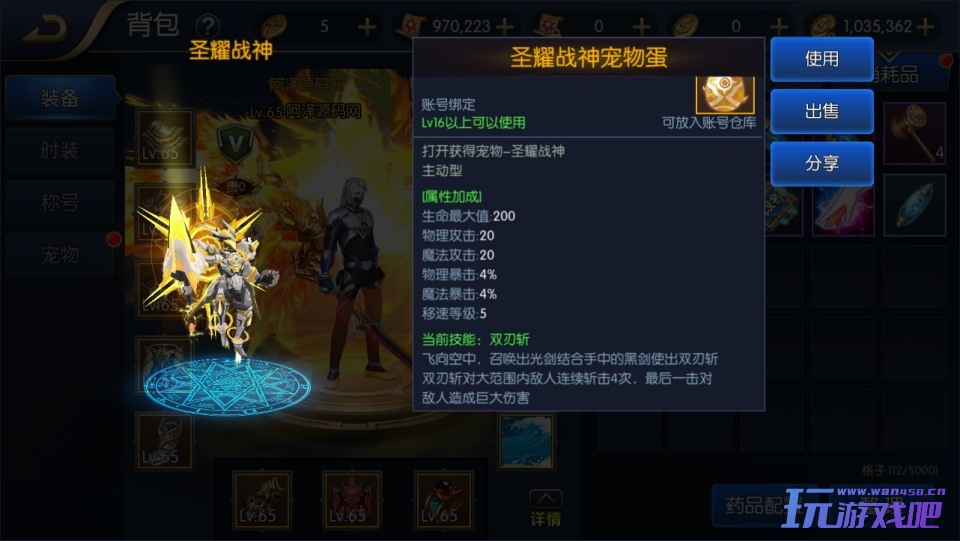 背包
?
5
970,223
0
0
1,035,362
圣耀战神
装备
时装
称号
宠物
阿泽源码网
Lv.65 阿泽源码网
V
贵0
Lv.65
Lv.65
Lv.65
Lv.65
Lv.65
Lv.65
圣耀战神宠物蛋
账号绑定
Lv16以上可以使用
可放入账号仓库
打开获得宠物-圣耀战神
主动型
[属性加成]
生命最大值:200
物理攻击:20
魔法攻击:20
物理暴击:4%
魔法暴击:4%
移速等级:5
当前技能：双刃斩
飞向空中，召唤出光剑结合手中的黑剑使出双刃斩
双刃斩对大范围内敌人连续斩击4次，最后一击对
敌人造成巨大伤害
使用
出售
分享
消耗品
4
详情
格子(12/5000)
药品配置
www.wan458.cn
玩游戏吧